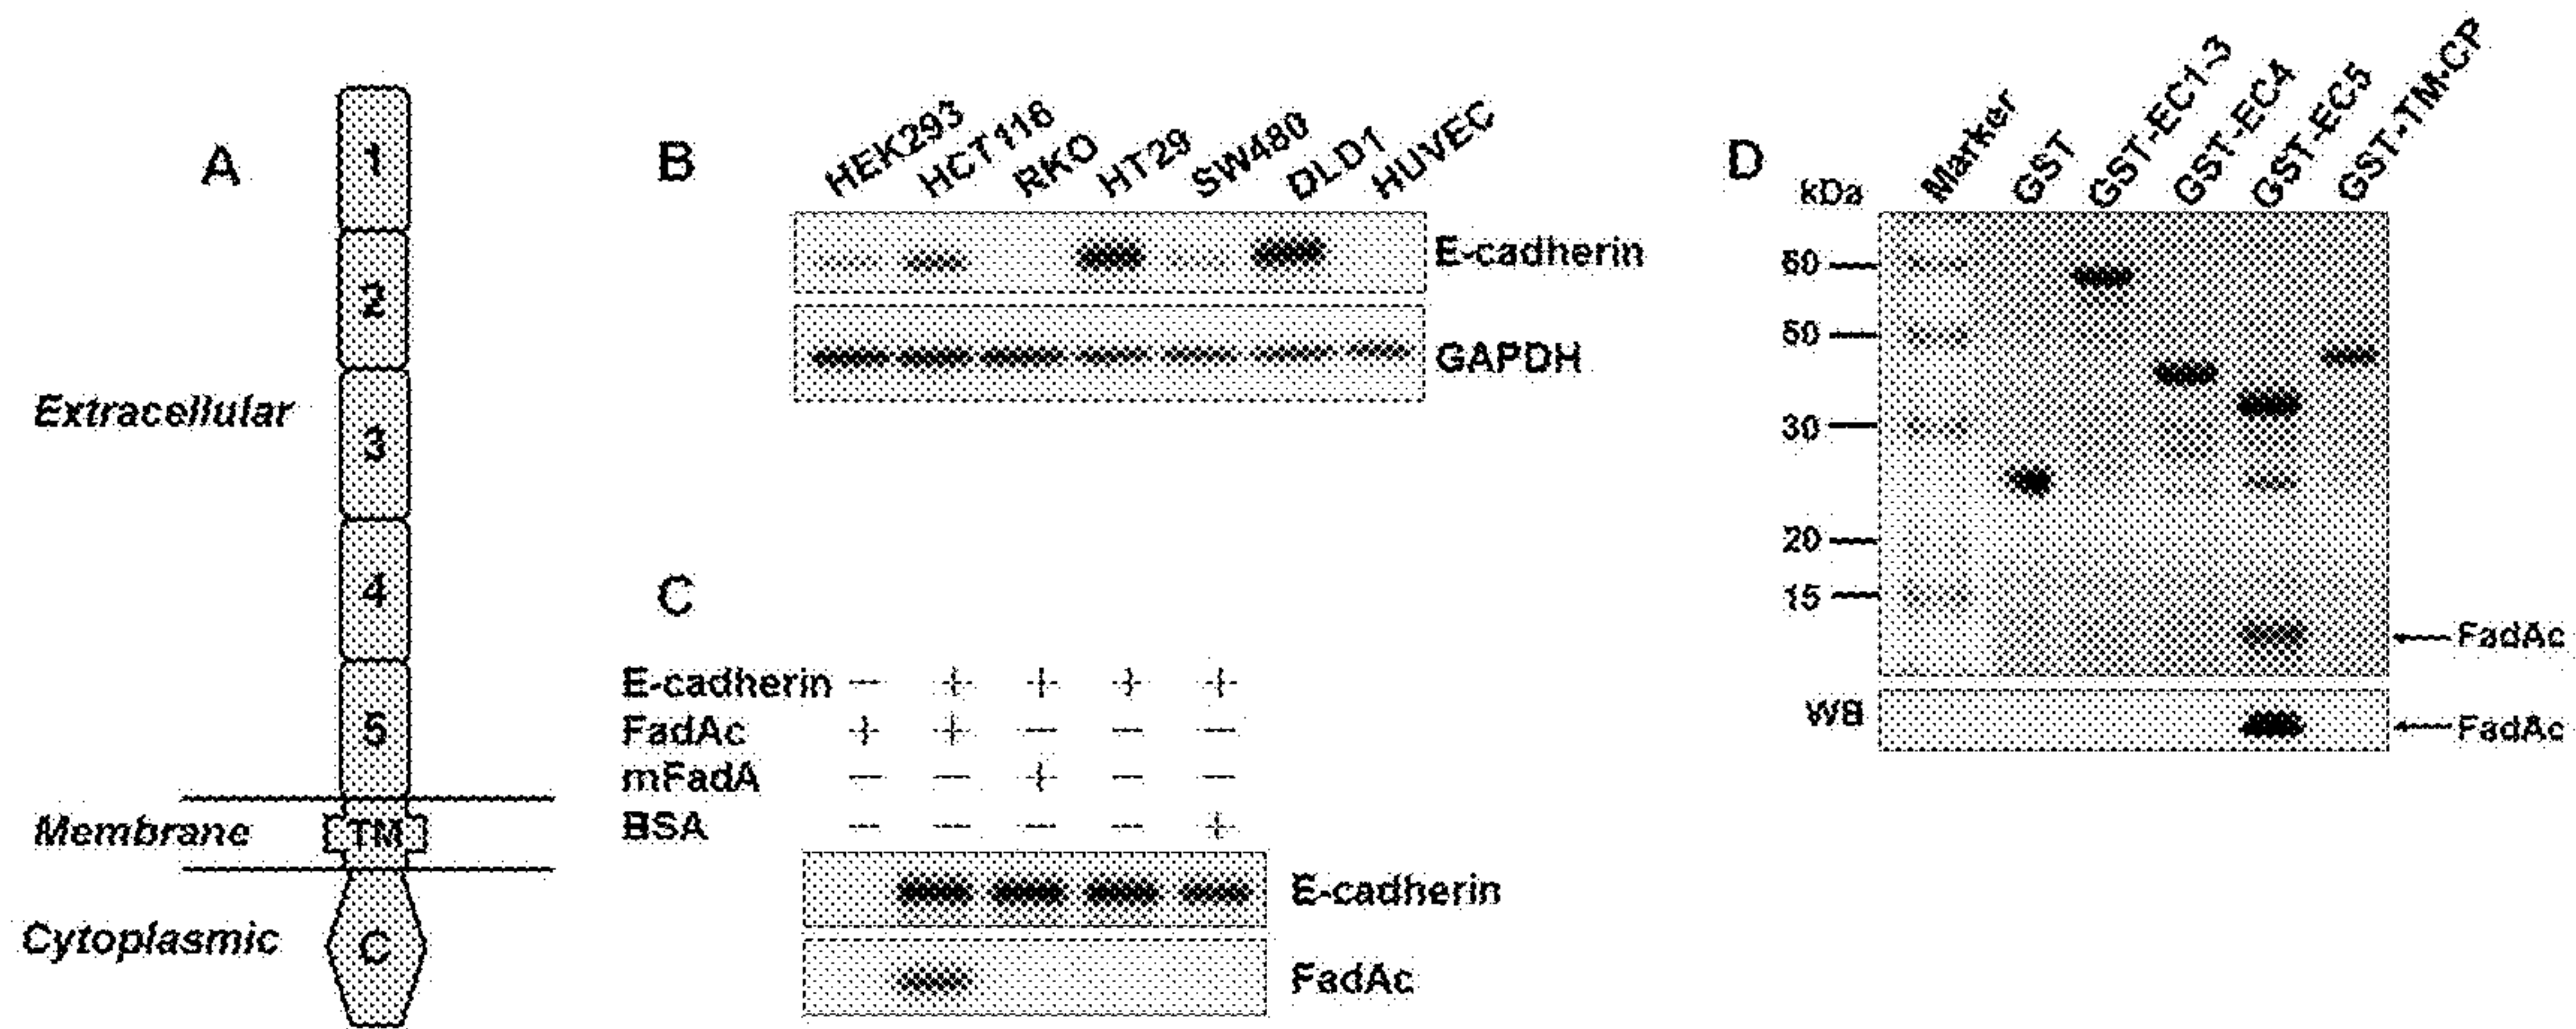 A
1
2
3
4
5
TM
C
Extracellular
Membrane
Cytoplasmic
B
HEK293 HCT116 RKO HT29 SW480 DLD1 HUVEC
E-cadherin
GAPDH
C
E-cadherin – + + + +
FadAc + + – – –
mFadA – – + – –
BSA – – – – +
E-cadherin
FadAc
D
kDa Marker GST GST-EC1-3 GST-EC4 GST-EC5 GST-TM-CP
60
50
30
20
15
FadAc
WB FadAc